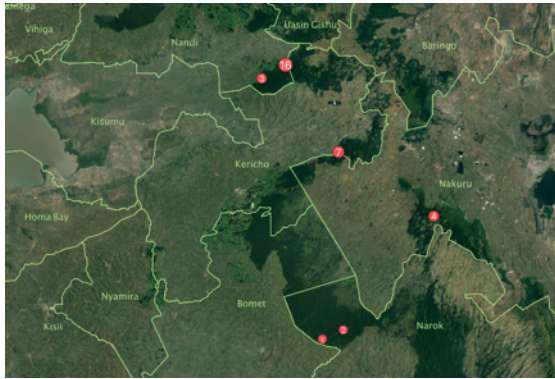 emega
Uasin Gishu
Vihiga
Nandi
Baringo
16
3
Kisumu
7
Kericho
Nakuru
4
Homa Bay
Nyamira
Bomet
Kisii
2
1
Narok